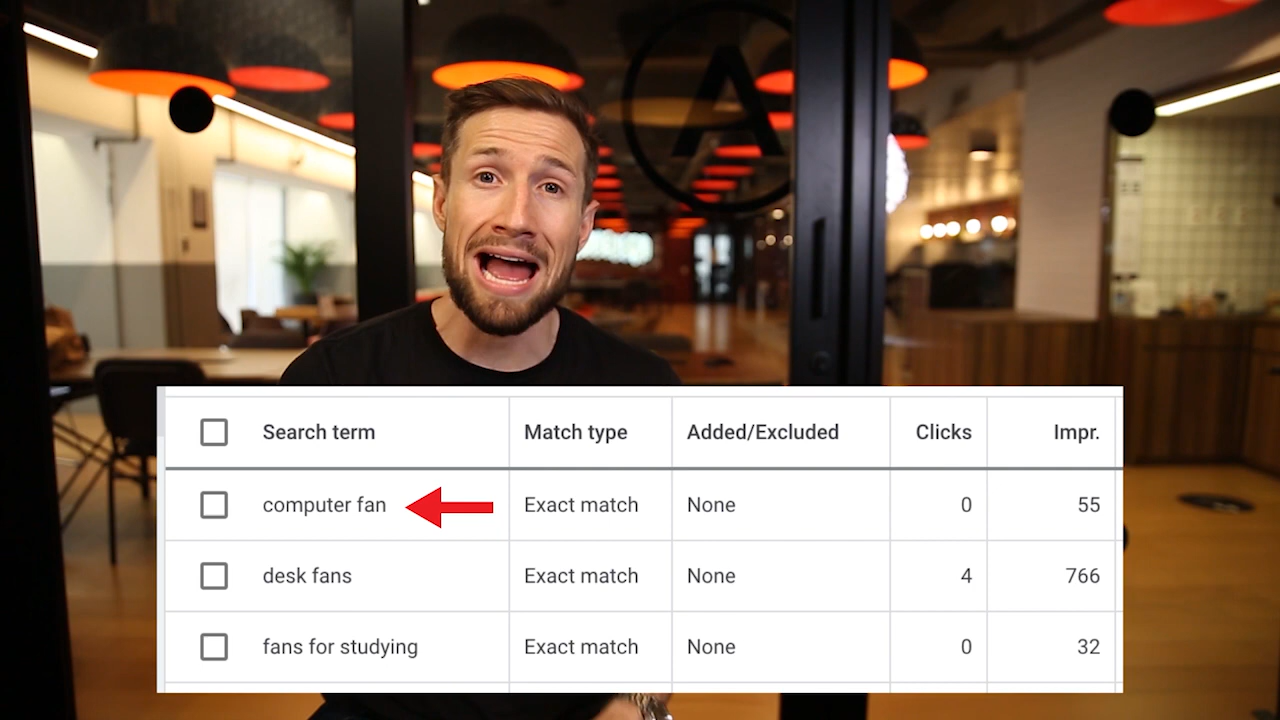 A
Search term Match type Added/Excluded Clicks Impr.
computer fan Exact match None 0 55
desk fans Exact match None 4 766
fans for studying Exact match None 0 32